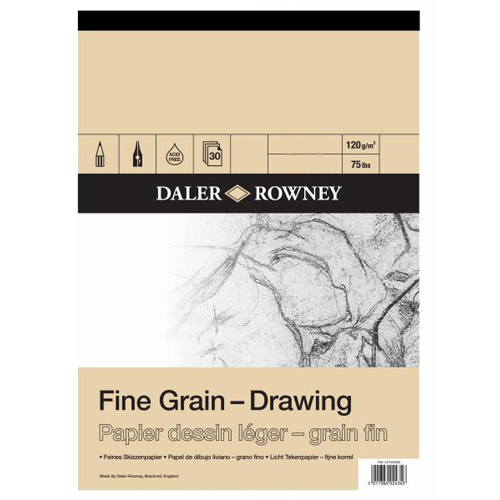 ACID
FREE
30
120g/m²
75lbs
DALER ROWNEY
Fine Grain – Drawing
Papier dessin léger – grain fin
• Feines Skizzenpapier • Papel de dibujo liviano – grano fino • Licht Tekenpapier – fijne korrel
Made By Daler-Rowney, Bracknell, England